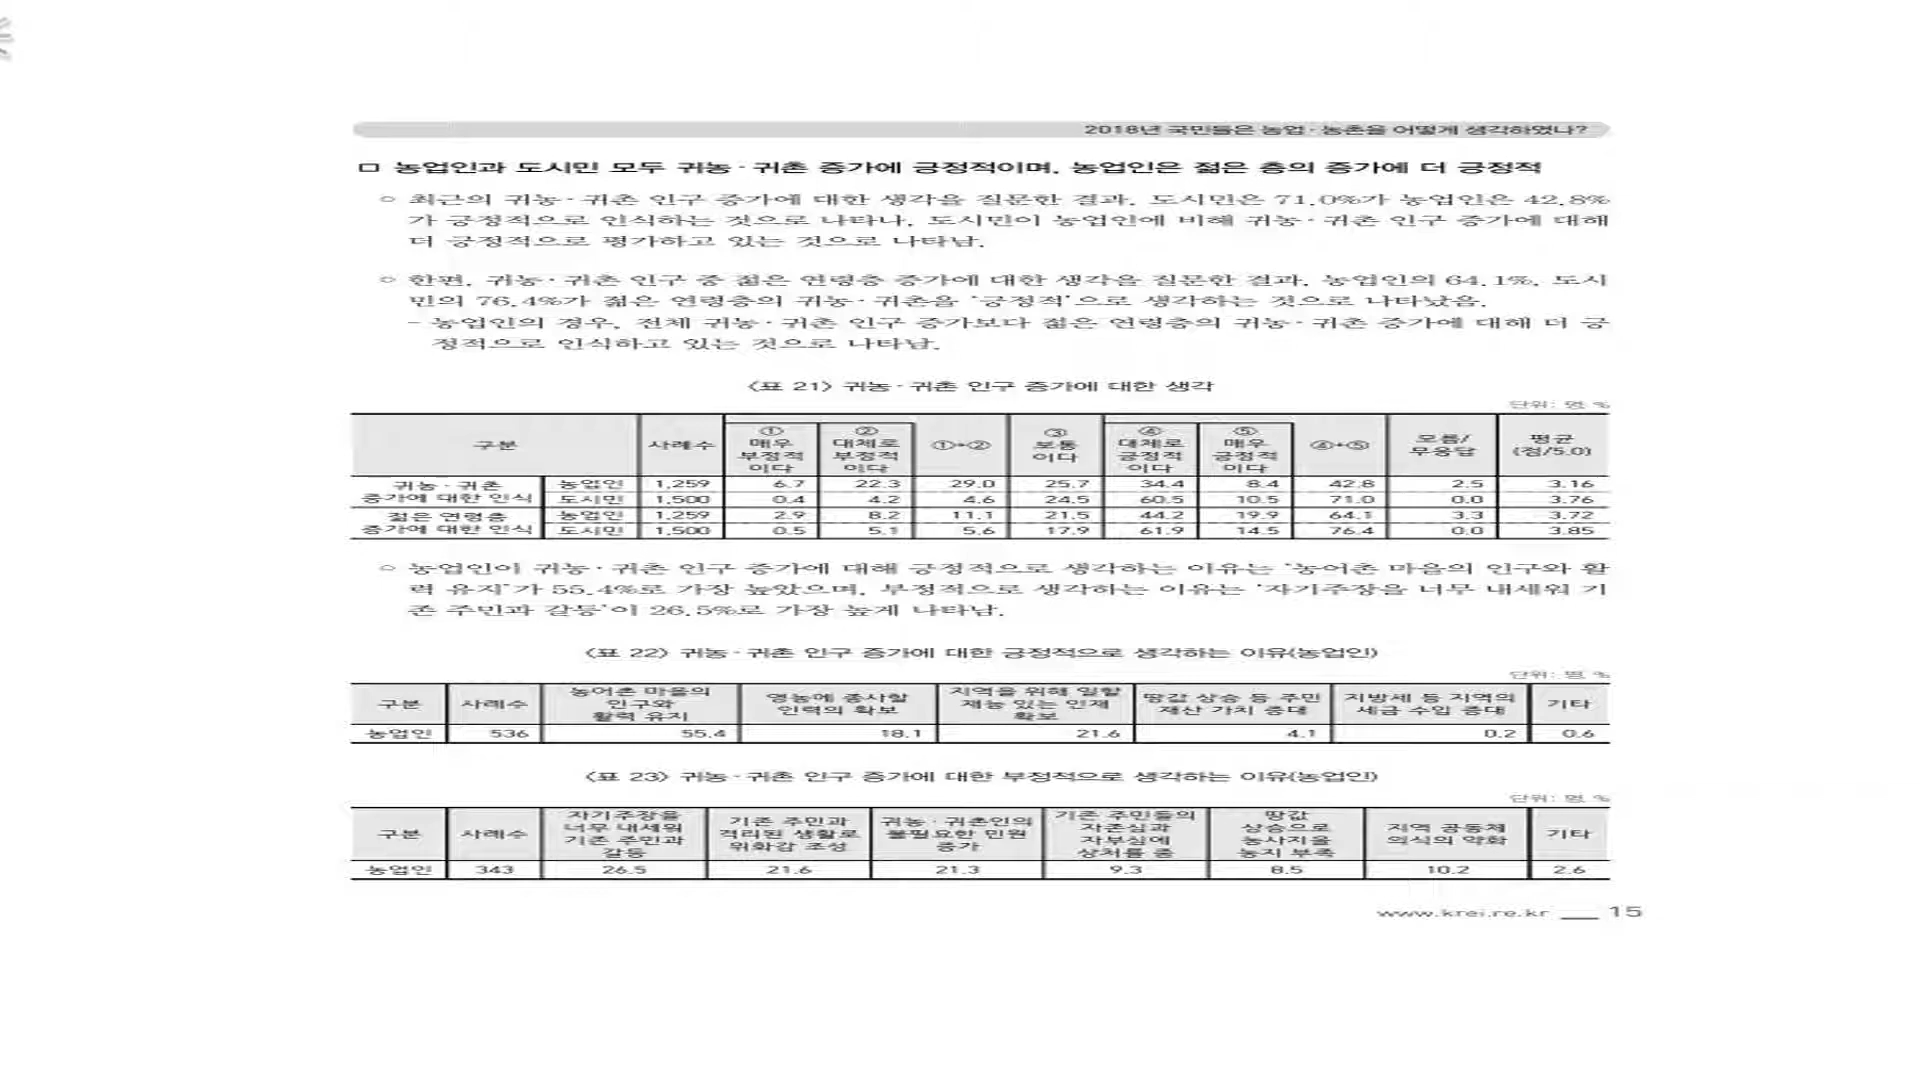 2018년 국민들은 농업·농촌을 어떻게 생각하였나?
□ 농업인과 도시민 모두 귀농·귀촌 증가에 긍정적이며, 농업인은 젊은 층의 증가에 더 긍정적
○ 최근의 귀농·귀촌 인구 증가에 대한 생각을 질문한 결과, 도시민은 71.0%가 농업인은 42.8%
가 긍정적으로 인식하는 것으로 나타나, 도시민이 농업인에 비해 귀농·귀촌 인구 증가에 대해
더 긍정적으로 평가하고 있는 것으로 나타남.
○ 한편, 귀농·귀촌 인구 중 젊은 연령층 증가에 대한 생각을 질문한 결과, 농업인의 64.1%, 도시
민의 76.4%가 젊은 연령층의 귀농·귀촌을 '긍정적'으로 생각하는 것으로 나타났음.
- 농업인의 경우, 전체 귀농·귀촌 인구 증가보다 젊은 연령층의 귀농·귀촌 증가에 대해 더 긍
정적으로 인식하고 있는 것으로 나타남.
<표 21> 귀농·귀촌 인구 증가에 대한 생각
단위: 명, %
구분 사례수 ① 매우 부정적이다 ② 대체로 부정적이다 ①+② ③ 보통이다 ④ 대체로 긍정적이다 ⑤ 매우 긍정적이다 ④+⑤ 모름/무응답 평균(점/5.0)
귀농·귀촌 증가에 대한 인식 농업인 1,259 6.7 22.3 29.0 25.7 34.4 8.4 42.8 2.5 3.16
도시민 1,500 0.4 4.2 4.6 24.5 60.5 10.5 71.0 0.0 3.76
젊은 연령층 증가에 대한 인식 농업인 1,259 2.9 8.2 11.1 21.5 44.2 19.9 64.1 3.3 3.72
도시민 1,500 0.5 5.1 5.6 17.9 61.9 14.5 76.4 0.0 3.85
○ 농업인이 귀농·귀촌 인구 증가에 대해 긍정적으로 생각하는 이유는 '농어촌 마을의 인구와 활
력 유지'가 55.4%로 가장 높았으며, 부정적으로 생각하는 이유는 '자기주장을 너무 내세워 기
존 주민과 갈등'이 26.5%로 가장 높게 나타남.
<표 22> 귀농·귀촌 인구 증가에 대한 긍정적으로 생각하는 이유(농업인)
단위: 명, %
구분 사례수 농어촌 마을의 인구와 활력 유지 영농에 종사할 인력의 확보 지역을 위해 일할 재능 있는 인재 확보 땅값 상승 등 주민 재산 가치 증대 지방세 등 지역의 세금 수입 증대 기타
농업인 536 55.4 18.1 21.6 4.1 0.2 0.6
<표 23> 귀농·귀촌 인구 증가에 대한 부정적으로 생각하는 이유(농업인)
단위: 명, %
구분 사례수 자기주장을 너무 내세워 기존 주민과 갈등 기존 주민과 격리된 생활로 위화감 조성 귀농·귀촌인의 불필요한 민원 증가 기존 주민들의 자존심과 자부심에 상처를 줌 땅값 상승으로 농사지을 농지 부족 지역 공동체 의식의 약화 기타
농업인 343 26.5 21.6 21.3 9.3 8.5 10.2 2.6
www.krei.re.kr 15